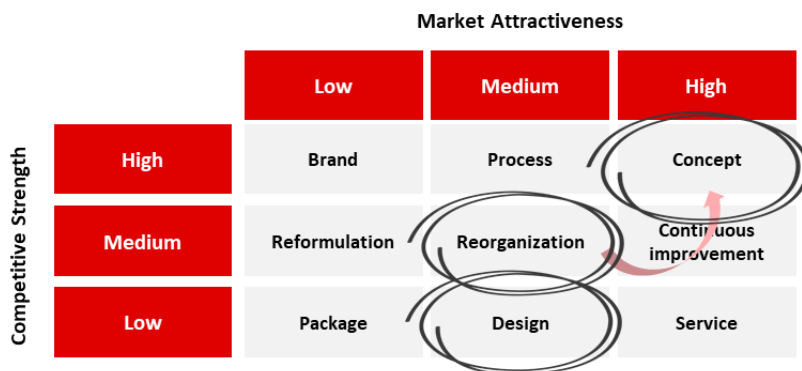 Market Attractiveness
Low Medium High
Competitive Strength
High Brand Process Concept
Medium Reformulation Reorganization Continuous
improvement
Low Package Design Service